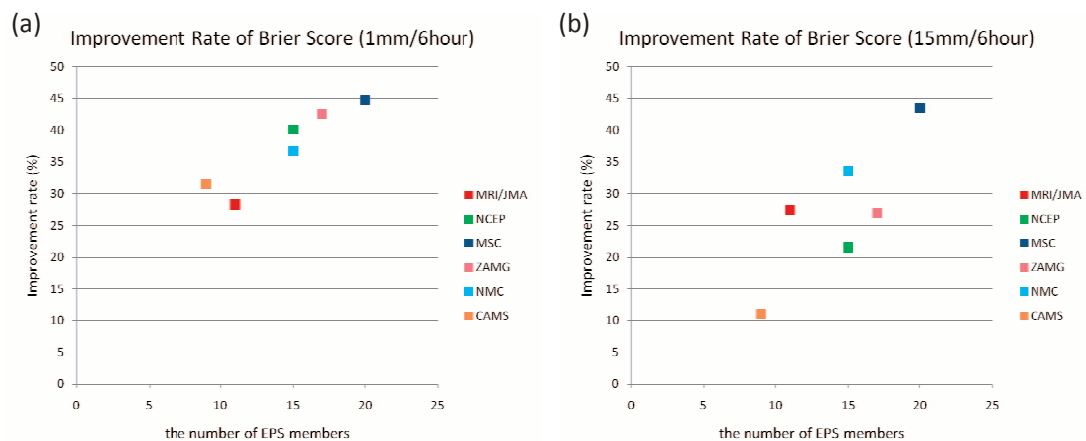 (a)
Improvement Rate of Brier Score (1mm/6hour)
50
45
40
35
30
25
20
15
10
5
0
Improvement rate (%)
0 5 10 15 20 25
the number of EPS members
MRI/JMA
NCEP
MSC
ZAMG
NMC
CAMS
(b)
Improvement Rate of Brier Score (15mm/6hour)
50
45
40
35
30
25
20
15
10
5
0
Improvement rate (%)
0 5 10 15 20 25
the number of EPS members
MRI/JMA
NCEP
MSC
ZAMG
NMC
CAMS